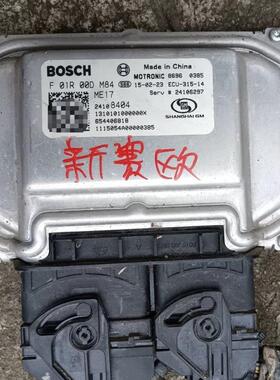 Made in China
BOSCH MOTRONIC 8696 0385
F 01R 00D M84 15-02-23 ECU-315-14
ME17 Serv # 24106297
24108404
1310101000000X
654406818
1115054A00000385
SHANGHAI GM
新赛欧